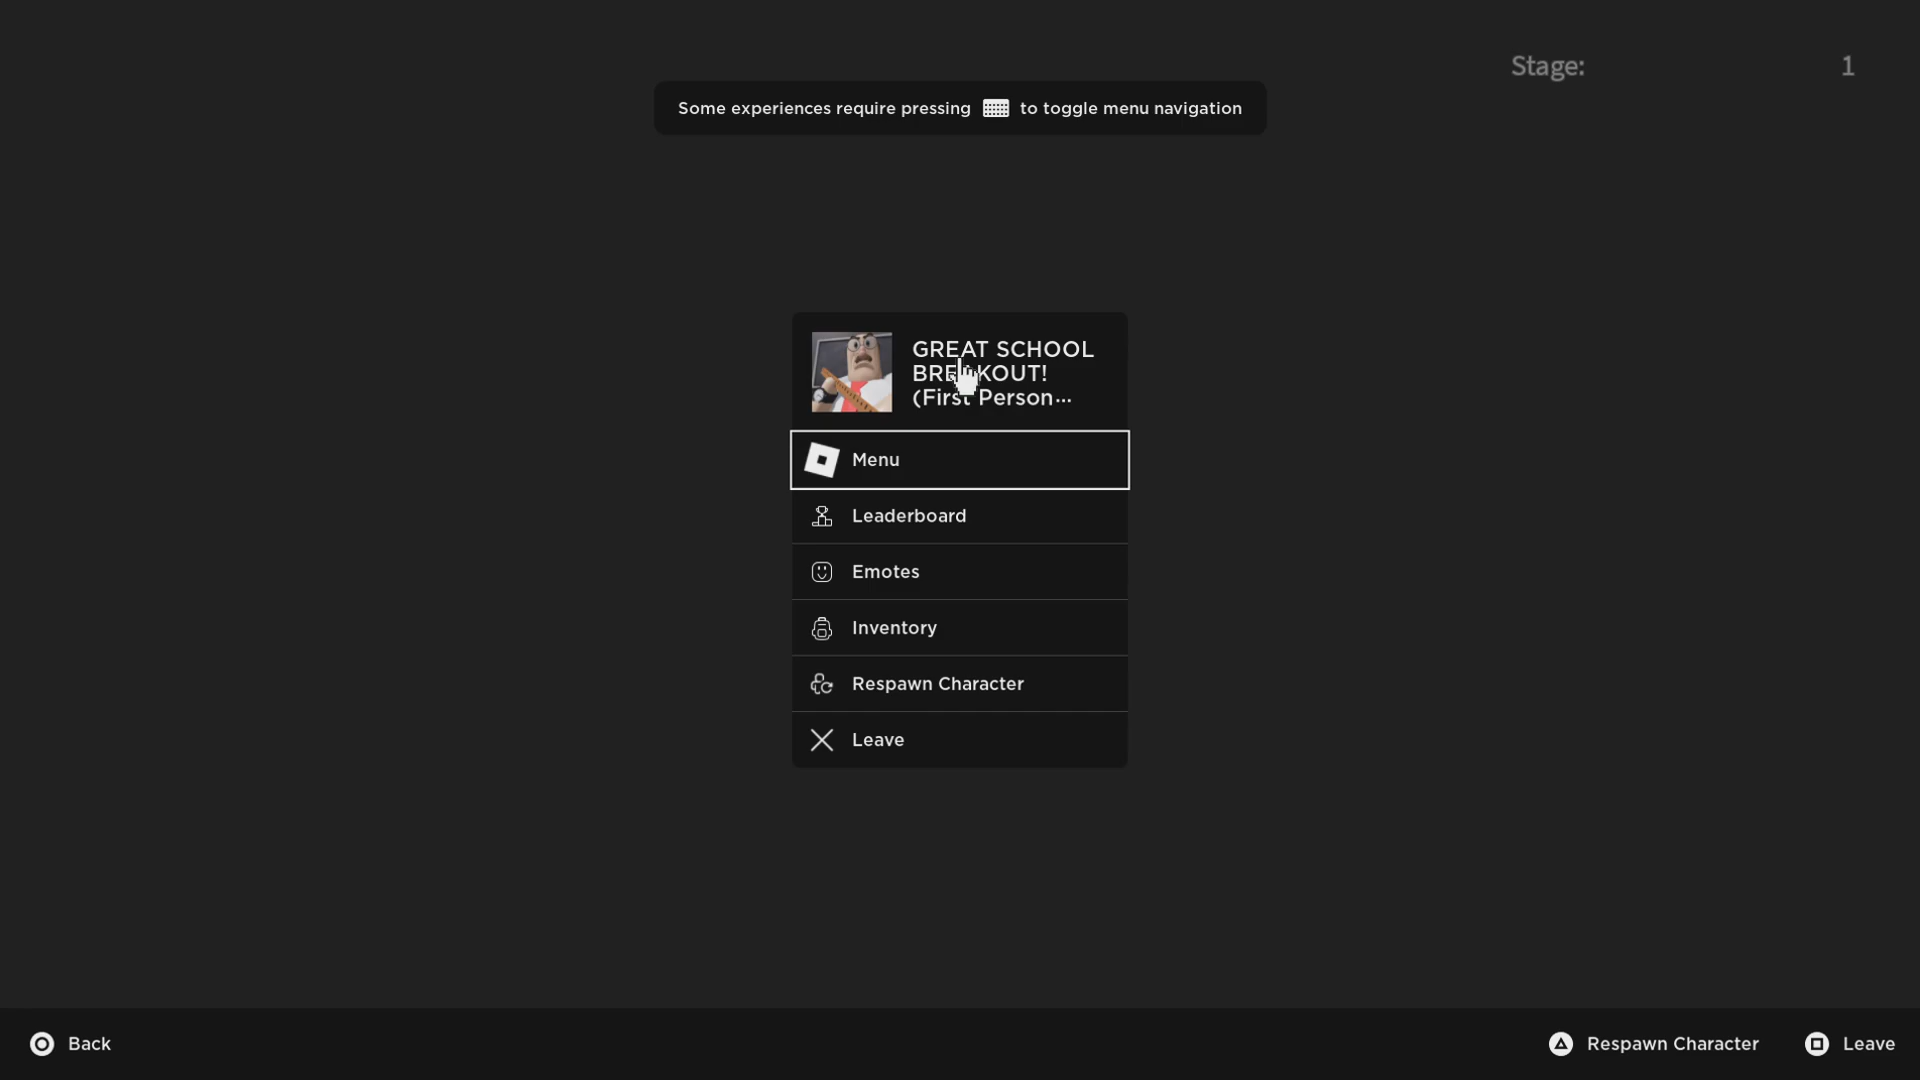 Stage: 1
Some experiences require pressing to toggle menu navigation
GREAT SCHOOL
BREAKOUT!
(First Person...
Menu
Leaderboard
Emotes
Inventory
Respawn Character
Leave
Back
Respawn Character
Leave